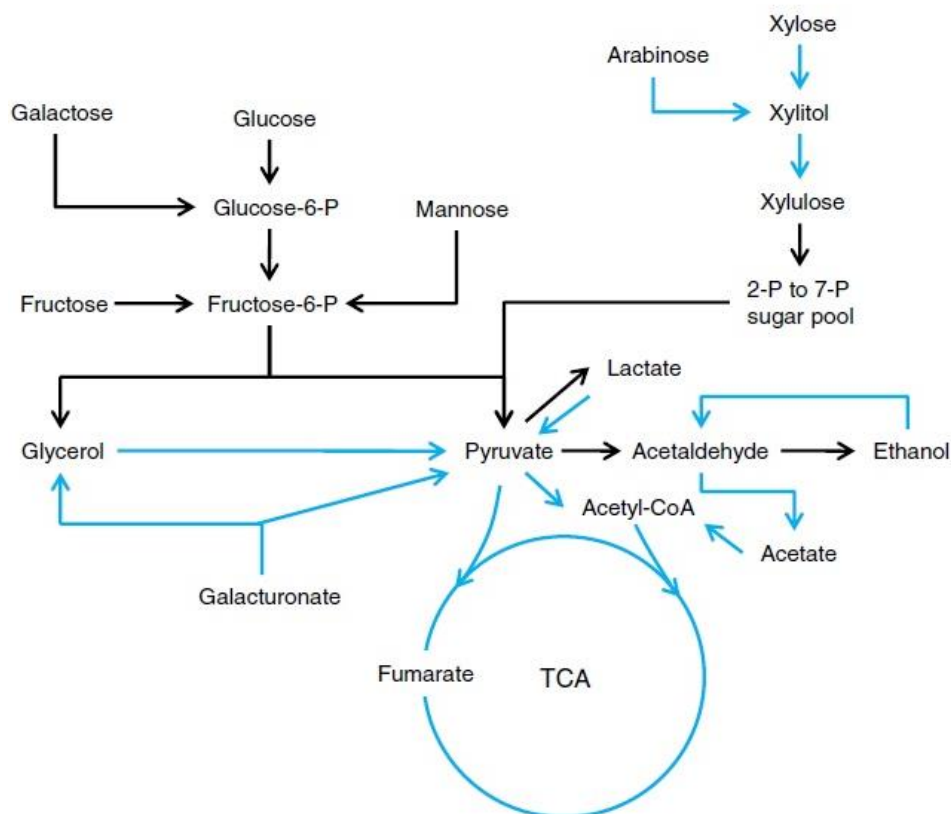 Xylose
Arabinose
Galactose
Glucose
Xylitol
Glucose-6-P
Mannose
Xylulose
Fructose
Fructose-6-P
2-P to 7-P
sugar pool
Lactate
Glycerol
Pyruvate
Acetaldehyde
Ethanol
Acetyl-CoA
Acetate
Galacturonate
Fumarate
TCA